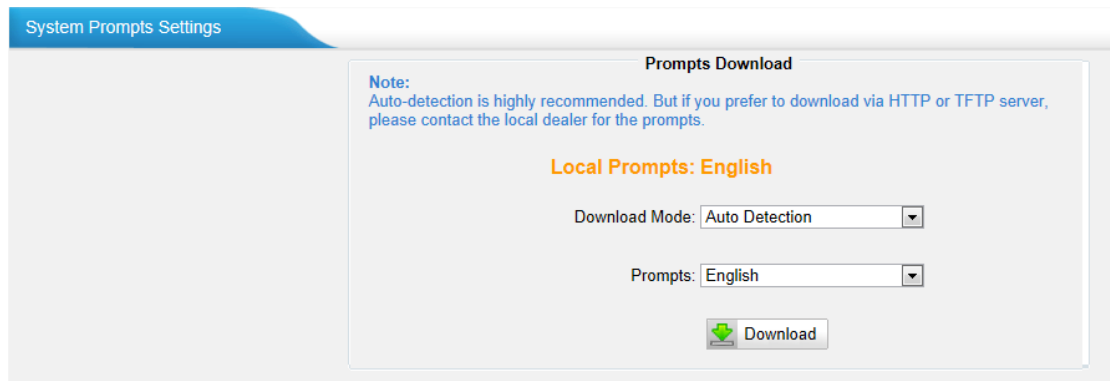 System Prompts Settings
Prompts Download
Note:
Auto-detection is highly recommended. But if you prefer to download via HTTP or TFTP server,
please contact the local dealer for the prompts.
Local Prompts: English
Download Mode: Auto Detection
Prompts: English
Download